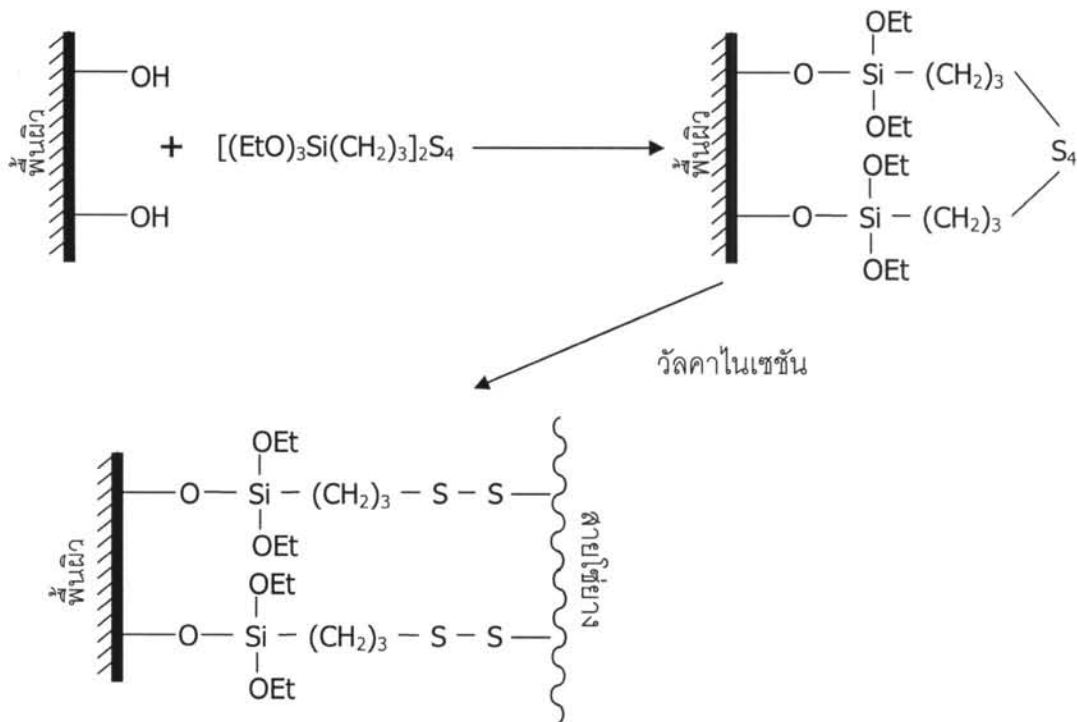 พื้นผิว
OH
OH
+
[(EtO)₃Si(CH₂)₃]₂S₄
พื้นผิว
OEt
O Si (CH₂)₃
OEt
S₄
OEt
O Si (CH₂)₃
OEt
วัลคาไนเซชัน
พื้นผิว
OEt
O Si (CH₂)₃ S S
OEt
OEt
O Si (CH₂)₃ S S
OEt
สายโซ่ยาง